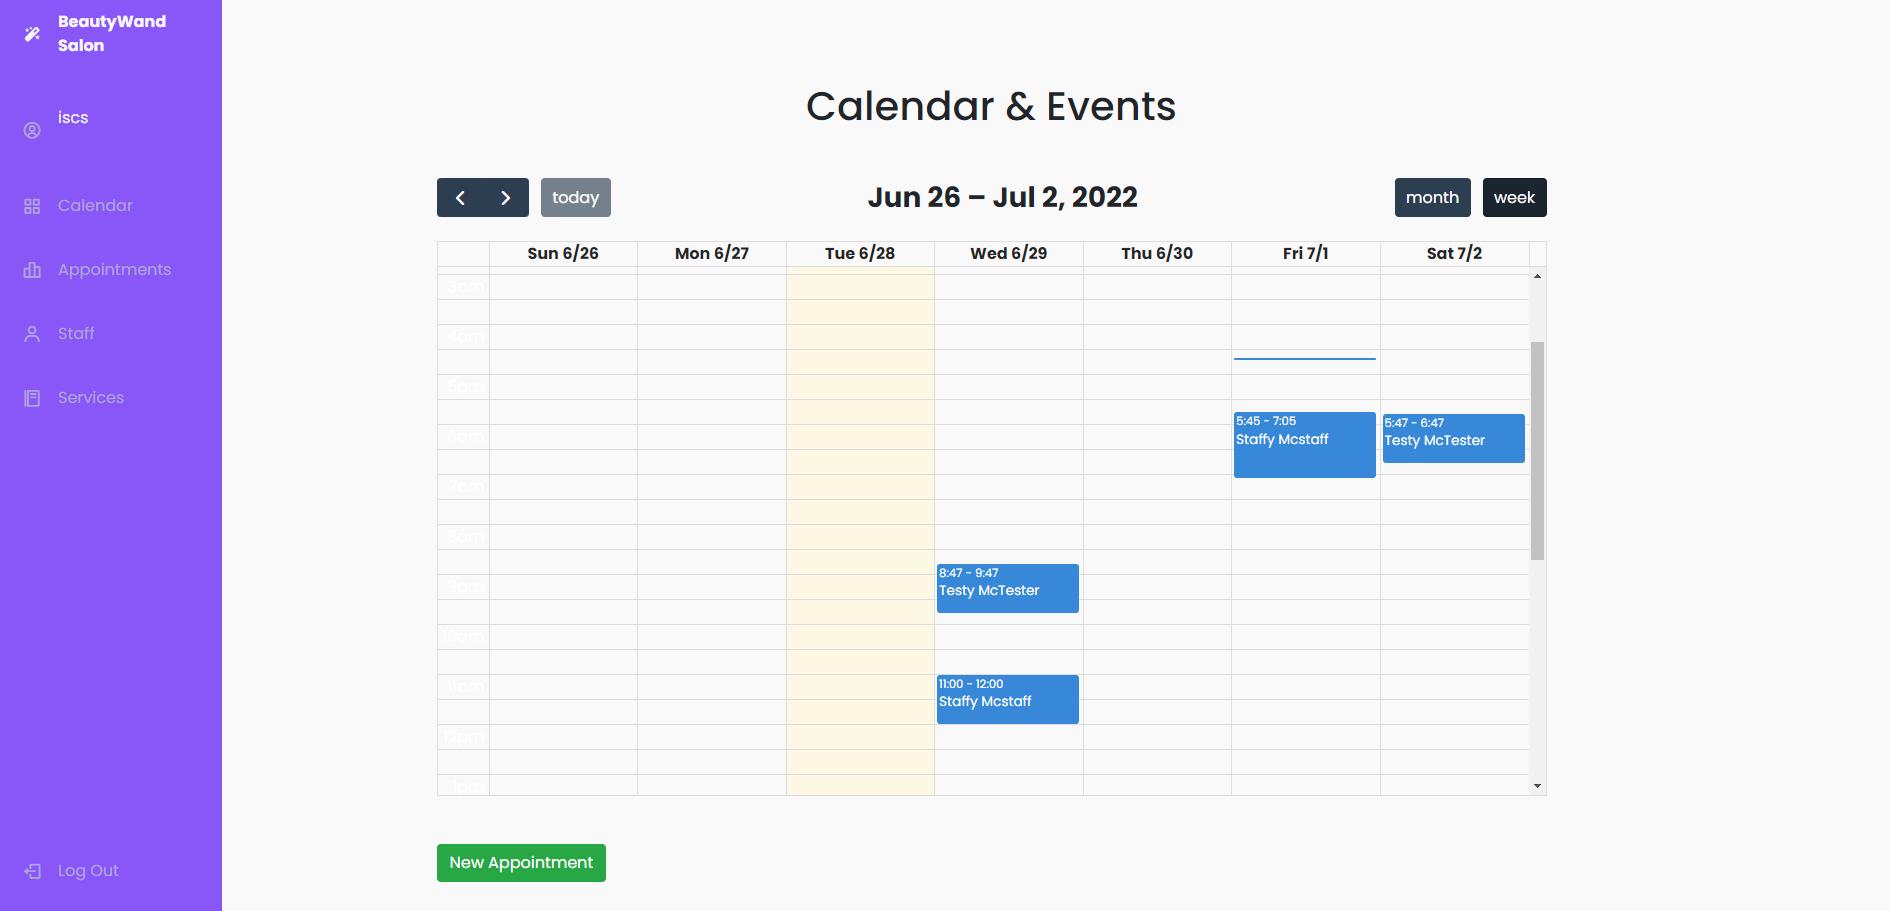 BeautyWand
Salon
iscs
Calendar
Appointments
Staff
Services
Log Out
Calendar & Events
today
Jun 26 – Jul 2, 2022
month
week
Sun 6/26
Mon 6/27
Tue 6/28
Wed 6/29
Thu 6/30
Fri 7/1
Sat 7/2
3am
4am
5am
5:45 - 7:05
Staffy Mcstaff
5:47 - 6:47
Testy McTester
6am
7am
8am
8:47 - 9:47
Testy McTester
9am
10am
11:00 - 12:00
Staffy Mcstaff
11am
12pm
1pm
New Appointment